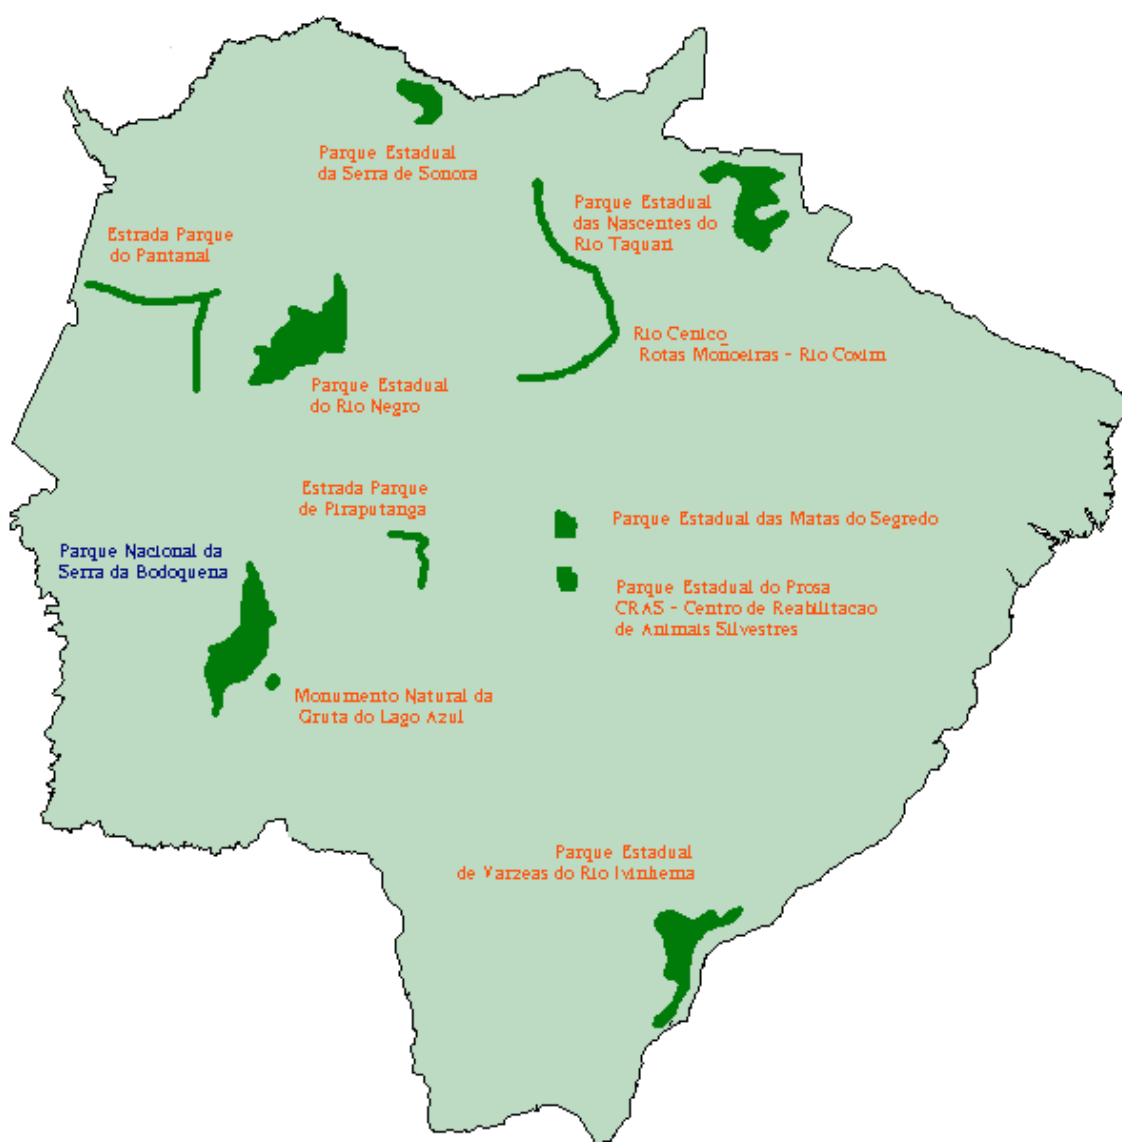 Parque Estadual
da Serra de Sonora
Parque Estadual
das Nascentes do
Rio Taquari
Estrada Parque
do Pantanal
Rio Cenico
Rotas Monoeiras - Rio Coxim
Parque Estadual
do Rio Negro
Estrada Parque
de Piraputanga
Parque Estadual das Matas do Segredo
Parque Nacional da
Serra da Bodoquena
Parque Estadual do Prosa
CRAS - Centro de Reabilitacao
de Animais Silvestres
Monumento Natural da
Gruta do Lago Azul
Parque Estadual
de Varzeas do Rio Ivinhema